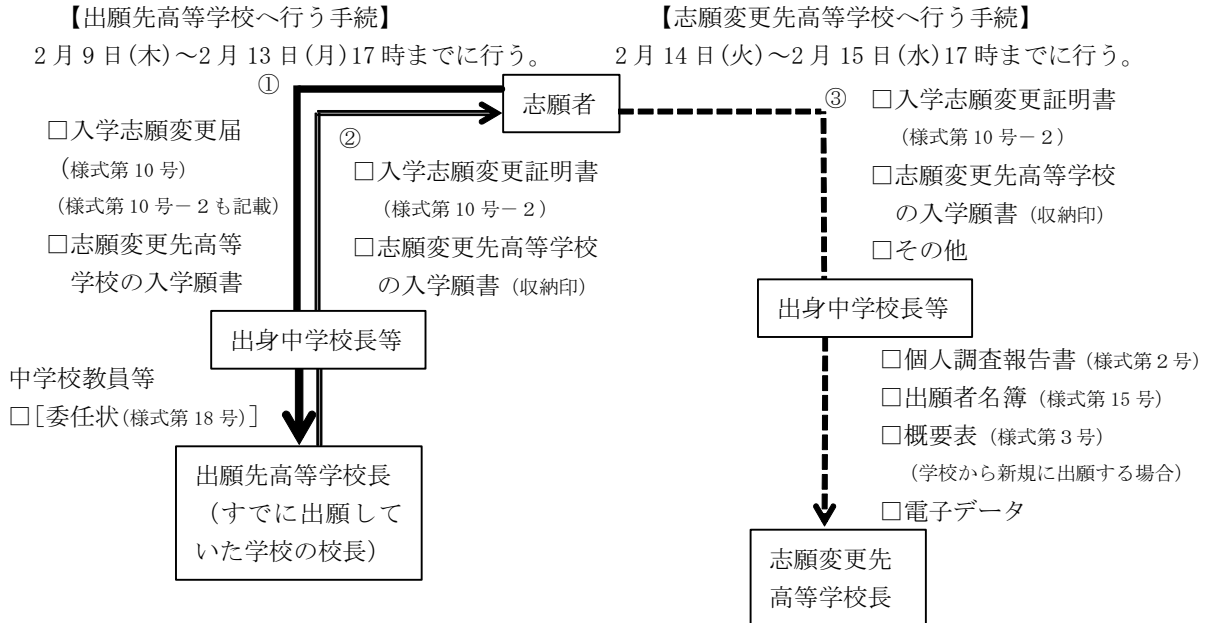 【出願先高等学校へ行う手続】
2月9日(木)～2月13日(月)17時までに行う。
①
志願者
□入学志願変更届
(様式第10号)
(様式第10号－2も記載)
□志願変更先高等
学校の入学願書
②
□入学志願変更証明書
(様式第10号－2)
□志願変更先高等学校
の入学願書（収納印）
出身中学校長等
中学校教員等
□[委任状(様式第18号)]
出願先高等学校長
（すでに出願して
いた学校の校長）
【志願変更先高等学校へ行う手続】
2月14日(火)～2月15日(水)17時までに行う。
③
□入学志願変更証明書
(様式第10号－2)
□志願変更先高等学校
の入学願書（収納印）
□その他
出身中学校長等
□個人調査報告書（様式第2号）
□出願者名簿（様式第15号）
□概要表（様式第3号）
（学校から新規に出願する場合）
□電子データ
志願変更先
高等学校長